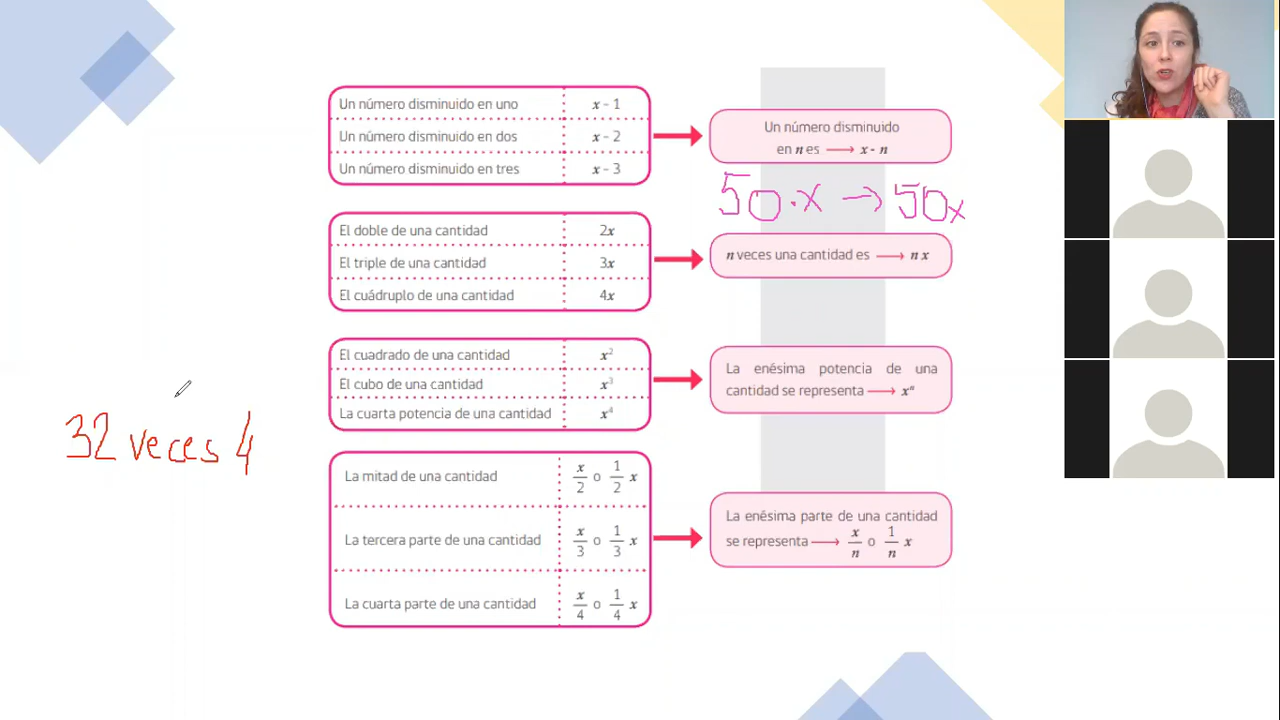 Un número disminuido en uno x - 1
Un número disminuido en dos x - 2
Un número disminuido en tres x - 3
Un número disminuido
en n es ⟶ x - n
50·x → 50x
El doble de una cantidad 2x
El triple de una cantidad 3x
El cuádruplo de una cantidad 4x
n veces una cantidad es ⟶ n x
El cuadrado de una cantidad x²
El cubo de una cantidad x³
La cuarta potencia de una cantidad x⁴
La enésima potencia de una
cantidad se representa ⟶ xⁿ
32 veces 4
La mitad de una cantidad x/2 o 1/2 x
La tercera parte de una cantidad x/3 o 1/3 x
La cuarta parte de una cantidad x/4 o 1/4 x
La enésima parte de una cantidad
se representa ⟶ x/n o 1/n x